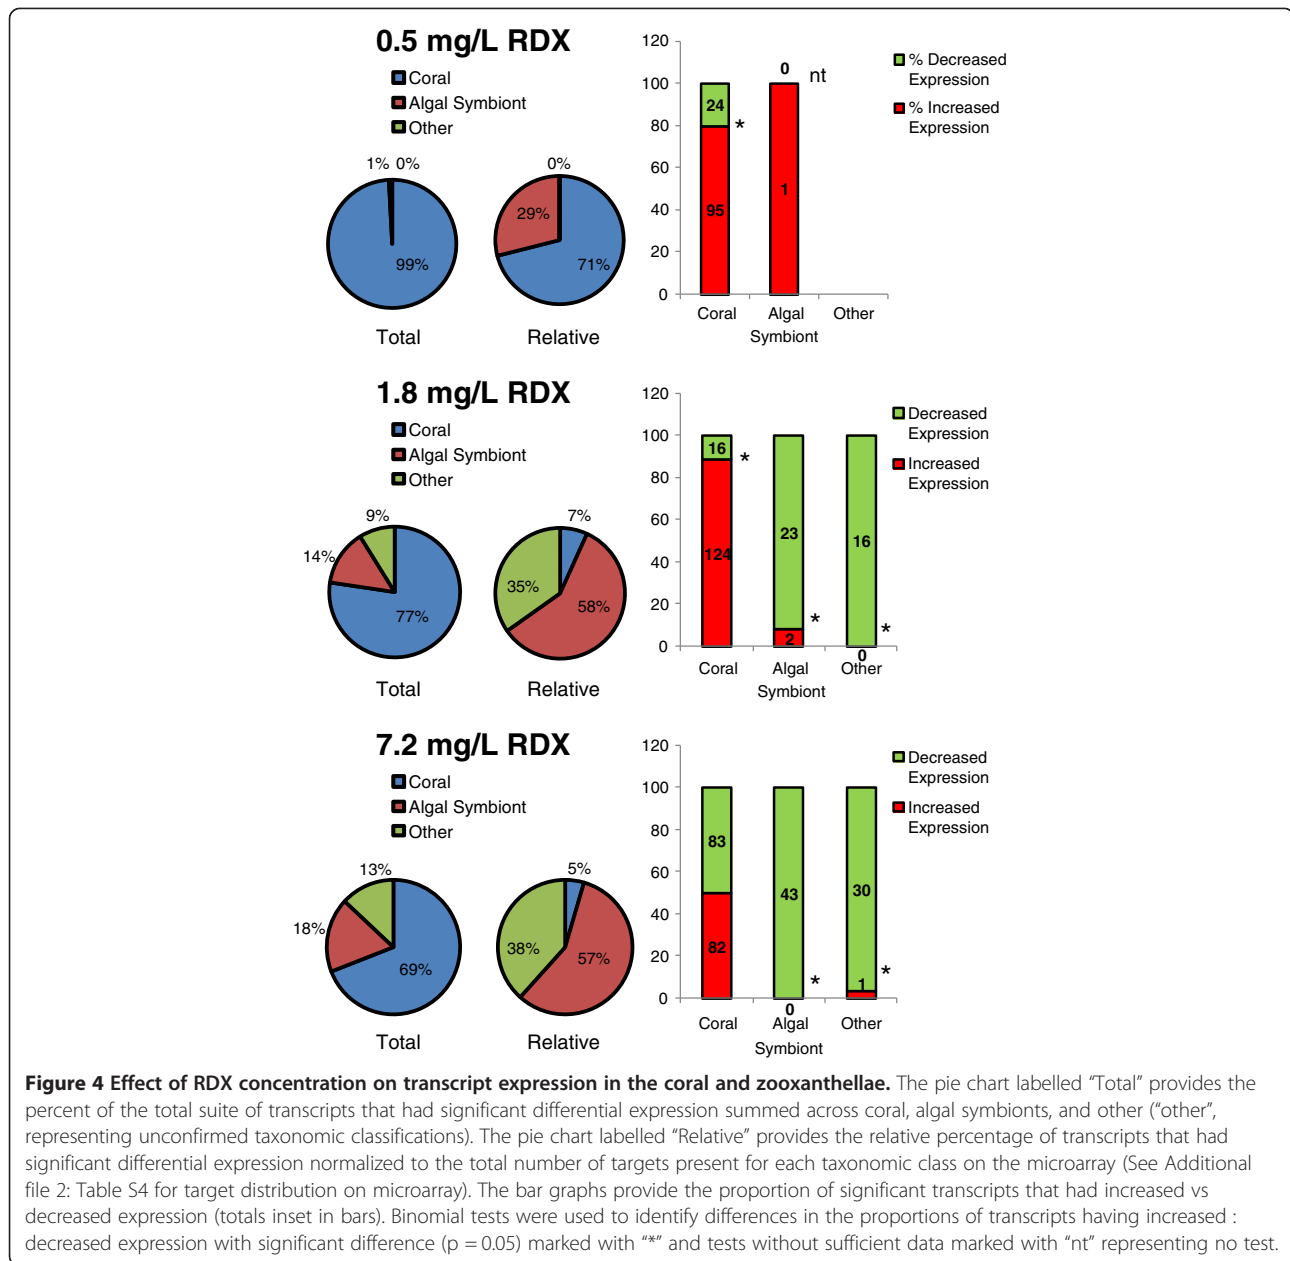 0.5 mg/L RDX
Coral
Algal Symbiont
Other
1% 0%
99%
Total
0%
29%
71%
Relative
120
100
80
60
40
20
0
24
95
*
0
nt
1
Coral
Algal
Symbiont
Other
% Decreased
Expression
% Increased
Expression
1.8 mg/L RDX
Coral
Algal Symbiont
Other
9%
14%
77%
Total
7%
35%
58%
Relative
120
100
80
60
40
20
0
16
124
*
23
2
*
16
0
*
Coral
Algal
Symbiont
Other
Decreased
Expression
Increased
Expression
7.2 mg/L RDX
Coral
Algal Symbiont
Other
13%
18%
69%
Total
5%
38%
57%
Relative
120
100
80
60
40
20
0
83
82
43
0
*
30
1
*
Coral
Algal
Symbiont
Other
Decreased
Expression
Increased
Expression
Figure 4 Effect of RDX concentration on transcript expression in the coral and zooxanthellae. The pie chart labelled “Total” provides the
percent of the total suite of transcripts that had significant differential expression summed across coral, algal symbionts, and other (“other”,
representing unconfirmed taxonomic classifications). The pie chart labelled “Relative” provides the relative percentage of transcripts that had
significant differential expression normalized to the total number of targets present for each taxonomic class on the microarray (See Additional
file 2: Table S4 for target distribution on microarray). The bar graphs provide the proportion of significant transcripts that had increased vs
decreased expression (totals inset in bars). Binomial tests were used to identify differences in the proportions of transcripts having increased :
decreased expression with significant difference (p = 0.05) marked with “*” and tests without sufficient data marked with “nt” representing no test.